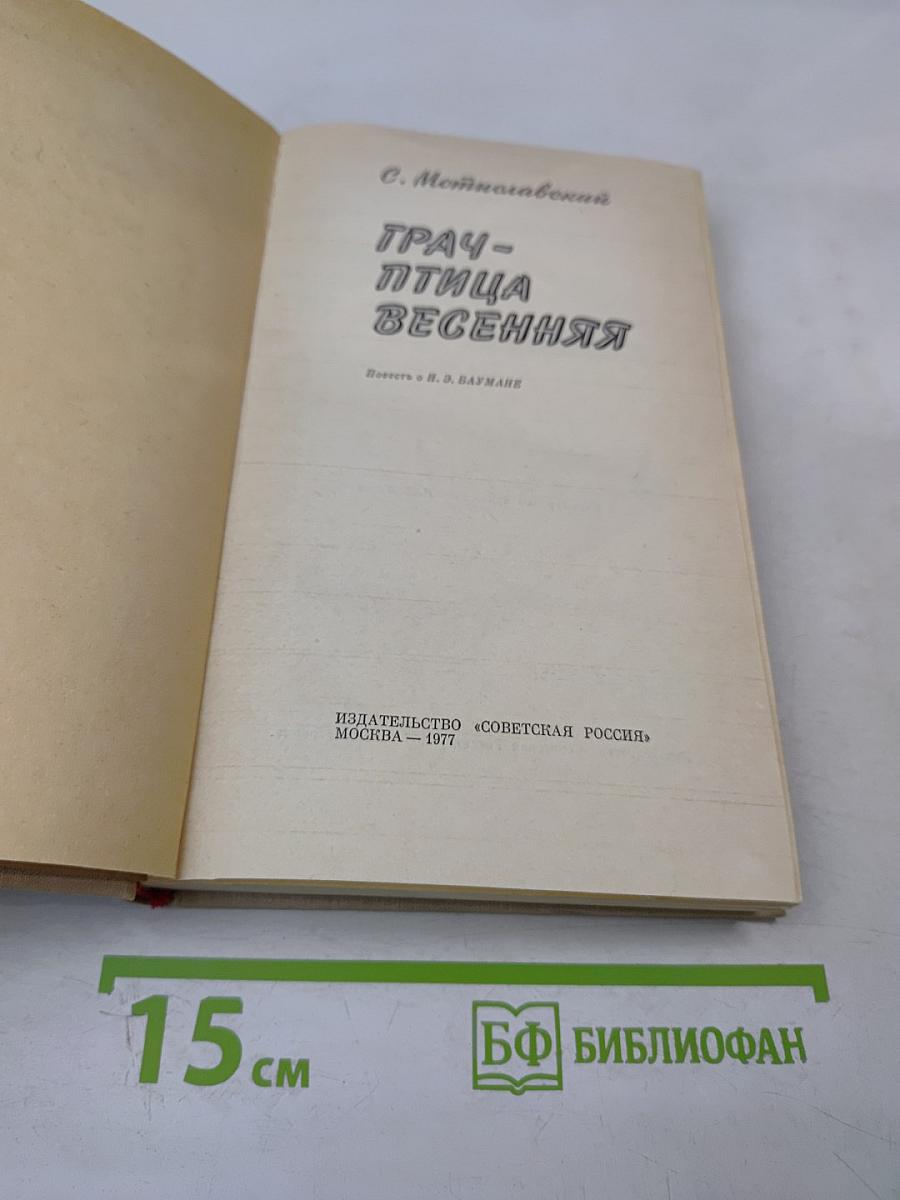 С. Мстиславский
ГРАЧ –
ПТИЦА
ВЕСЕННЯЯ
Повесть о Н. Э. БАУМАНЕ
ИЗДАТЕЛЬСТВО «СОВЕТСКАЯ РОССИЯ»
МОСКВА — 1977
15 см
БФ БИБЛИОФАН